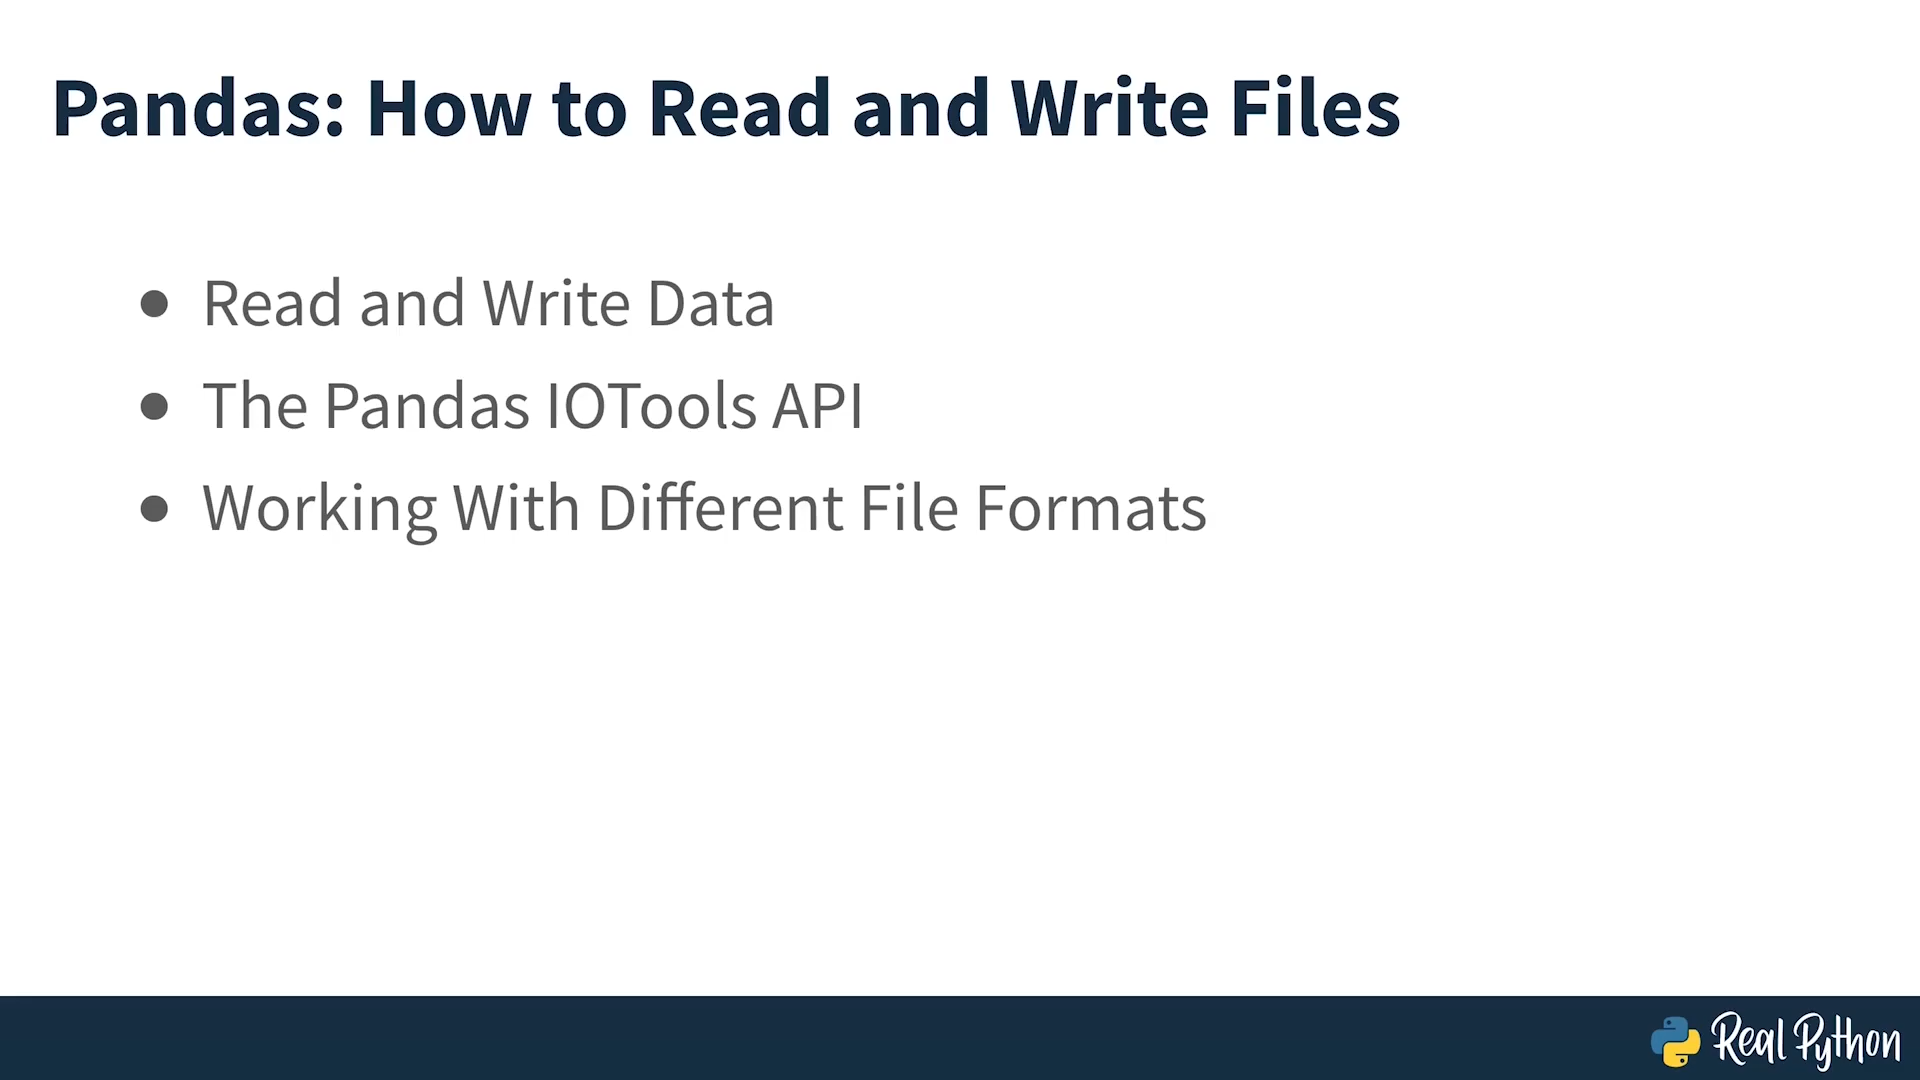 Pandas: How to Read and Write Files
● Read and Write Data
● The Pandas IOTools API
● Working With Different File Formats
Real Python